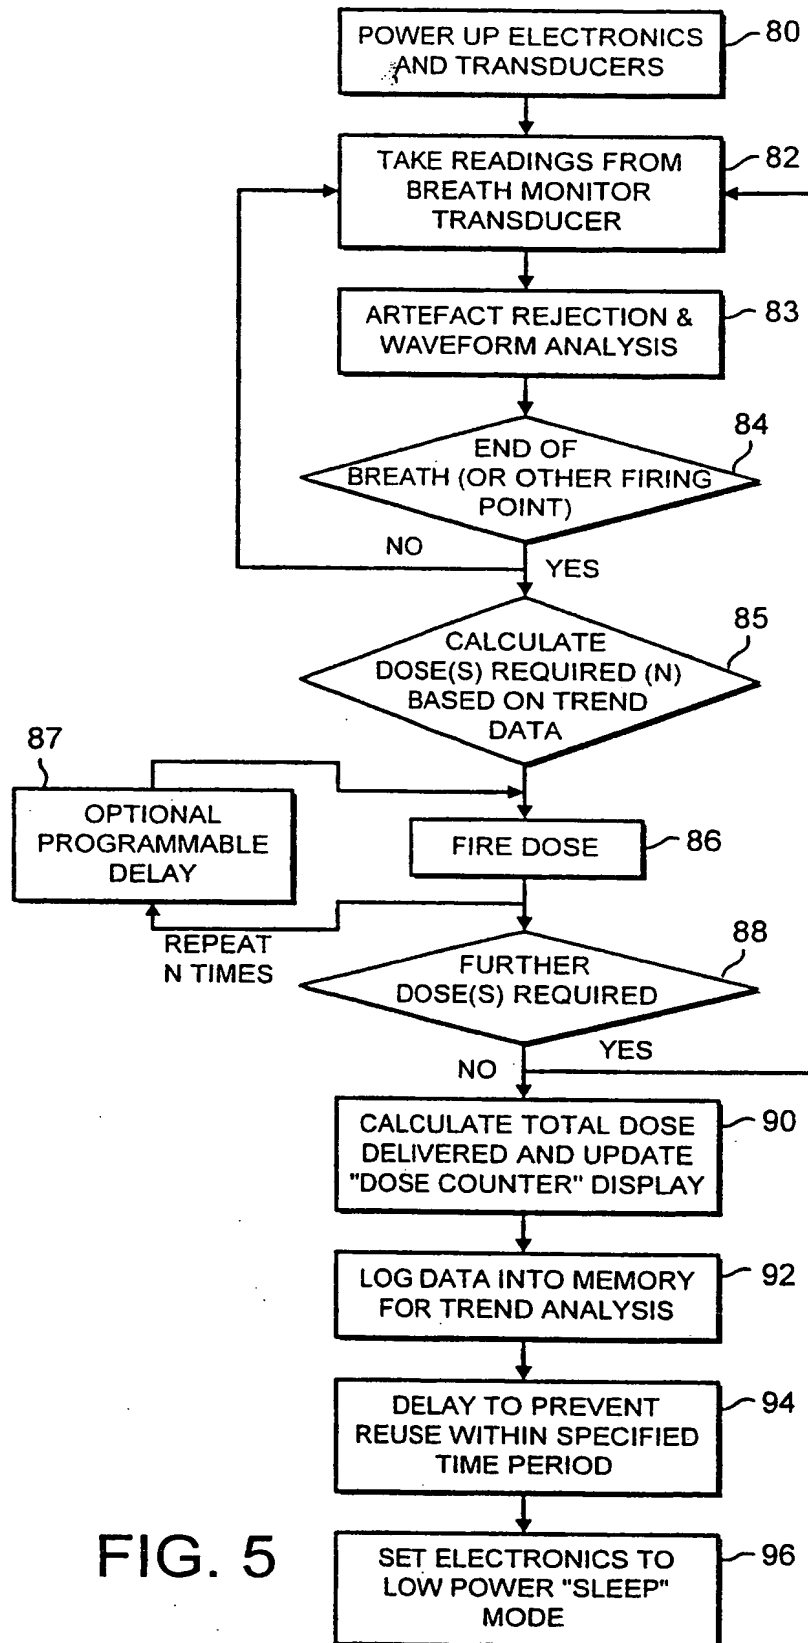 POWER UP ELECTRONICS
AND TRANSDUCERS
80
TAKE READINGS FROM
BREATH MONITOR
TRANSDUCER
82
ARTEFACT REJECTION &
WAVEFORM ANALYSIS
83
84
END OF
BREATH (OR OTHER FIRING
POINT)
NO
YES
85
CALCULATE
DOSE(S) REQUIRED (N)
BASED ON TREND
DATA
87
OPTIONAL
PROGRAMMABLE
DELAY
FIRE DOSE
86
REPEAT
N TIMES
88
FURTHER
DOSE(S) REQUIRED
YES
NO
CALCULATE TOTAL DOSE
DELIVERED AND UPDATE
"DOSE COUNTER" DISPLAY
90
LOG DATA INTO MEMORY
FOR TREND ANALYSIS
92
DELAY TO PREVENT
REUSE WITHIN SPECIFIED
TIME PERIOD
94
SET ELECTRONICS TO
LOW POWER "SLEEP"
MODE
96
FIG. 5